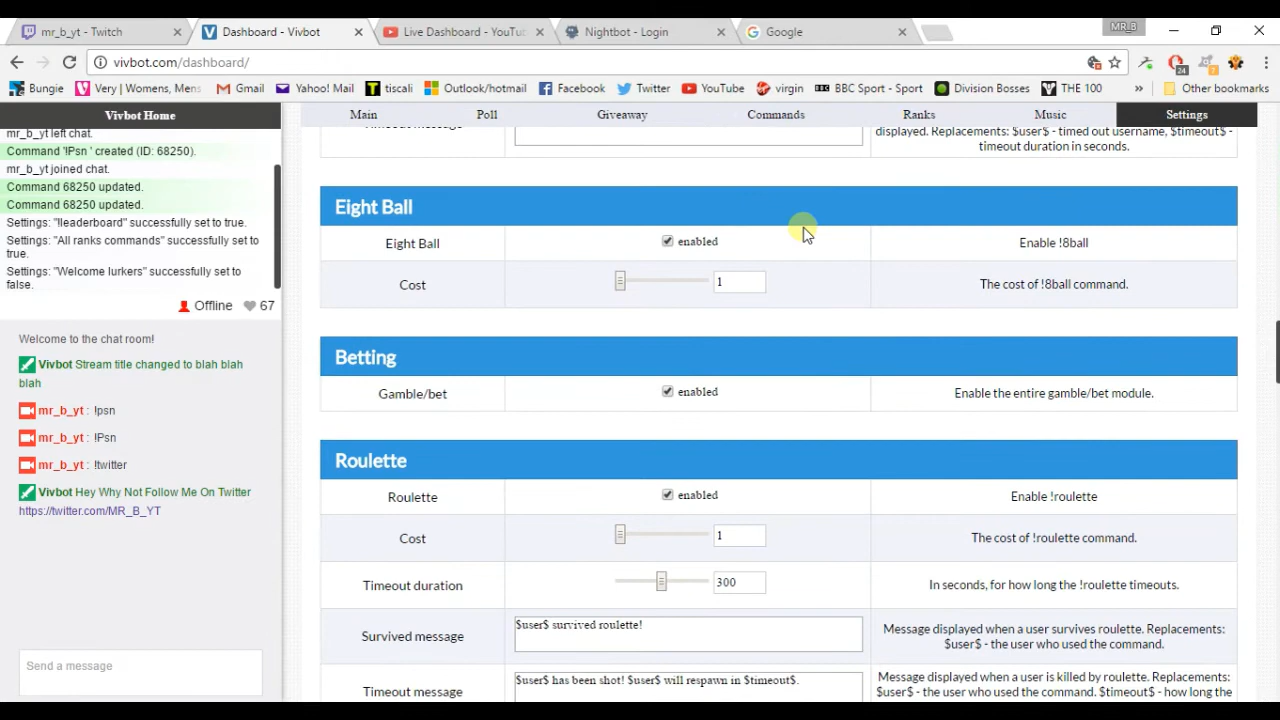 mr_b_yt - Twitch
Dashboard - Vivbot
Live Dashboard - YouTu
Nightbot - Login
Google
MR_B
vivbot.com/dashboard/
24
7
Bungie
Very | Womens, Mens
Gmail
Yahoo! Mail
tiscali
Outlook/hotmail
Facebook
Twitter
YouTube
virgin
BBC Sport - Sport
Division Bosses
THE 100
»
Other bookmarks
Vivbot Home
Main
Poll
Giveaway
Commands
Ranks
Music
Settings
mr_b_yt left chat.
Command '!Psn ' created (ID: 68250).
mr_b_yt joined chat.
Command 68250 updated.
Command 68250 updated.
Settings: "!leaderboard" successfully set to true.
Settings: "All ranks commands" successfully set to
true.
Settings: "Welcome lurkers" successfully set to
false.
Offline
67
Welcome to the chat room!
Vivbot Stream title changed to blah blah
blah
mr_b_yt : !psn
mr_b_yt : !Psn
mr_b_yt : !twitter
Vivbot Hey Why Not Follow Me On Twitter
https://twitter.com/MR_B_YT
Send a message
Timeout message
displayed. Replacements: $user$ - timed out username, $timeout$ -
timeout duration in seconds.
Eight Ball
Eight Ball
enabled
Enable !8ball
Cost
1
The cost of !8ball command.
Betting
Gamble/bet
enabled
Enable the entire gamble/bet module.
Roulette
Roulette
enabled
Enable !roulette
Cost
1
The cost of !roulette command.
Timeout duration
300
In seconds, for how long the !roulette timeouts.
Survived message
$user$ survived roulette!
Message displayed when a user survives roulette. Replacements:
$user$ - the user who used the command.
Timeout message
$user$ has been shot! $user$ will respawn in $timeout$.
Message displayed when a user is killed by roulette. Replacements:
$user$ - the user who used the command. $timeout$ - how long the